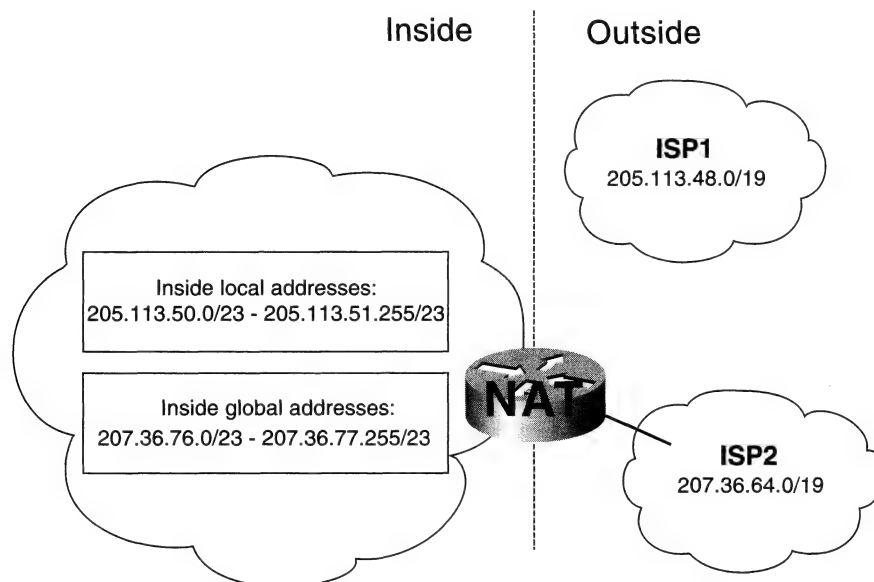 Inside
Outside
ISP1
205.113.48.0/19
Inside local addresses:
205.113.50.0/23 - 205.113.51.255/23
Inside global addresses:
207.36.76.0/23 - 207.36.77.255/23
NAT
ISP2
207.36.64.0/19